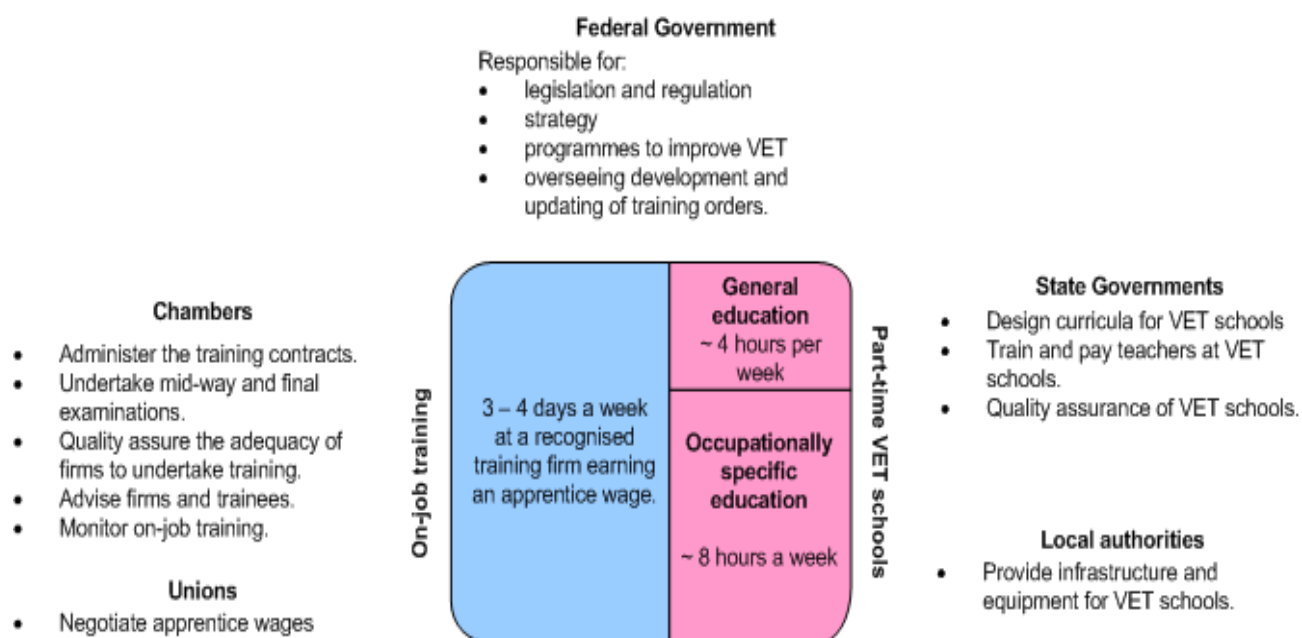 Federal Government
Responsible for:
• legislation and regulation
• strategy
• programmes to improve VET
• overseeing development and
updating of training orders.
Chambers
• Administer the training contracts.
• Undertake mid-way and final
examinations.
• Quality assure the adequacy of
firms to undertake training.
• Advise firms and trainees.
• Monitor on-job training.
Unions
• Negotiate apprentice wages
On-job training
3 – 4 days a week
at a recognised
training firm earning
an apprentice wage.
General
education
~ 4 hours per
week
Occupationally
specific
education
~ 8 hours a week
Part-time VET schools
State Governments
• Design curricula for VET schools
• Train and pay teachers at VET
schools.
• Quality assurance of VET schools.
Local authorities
• Provide infrastructure and
equipment for VET schools.